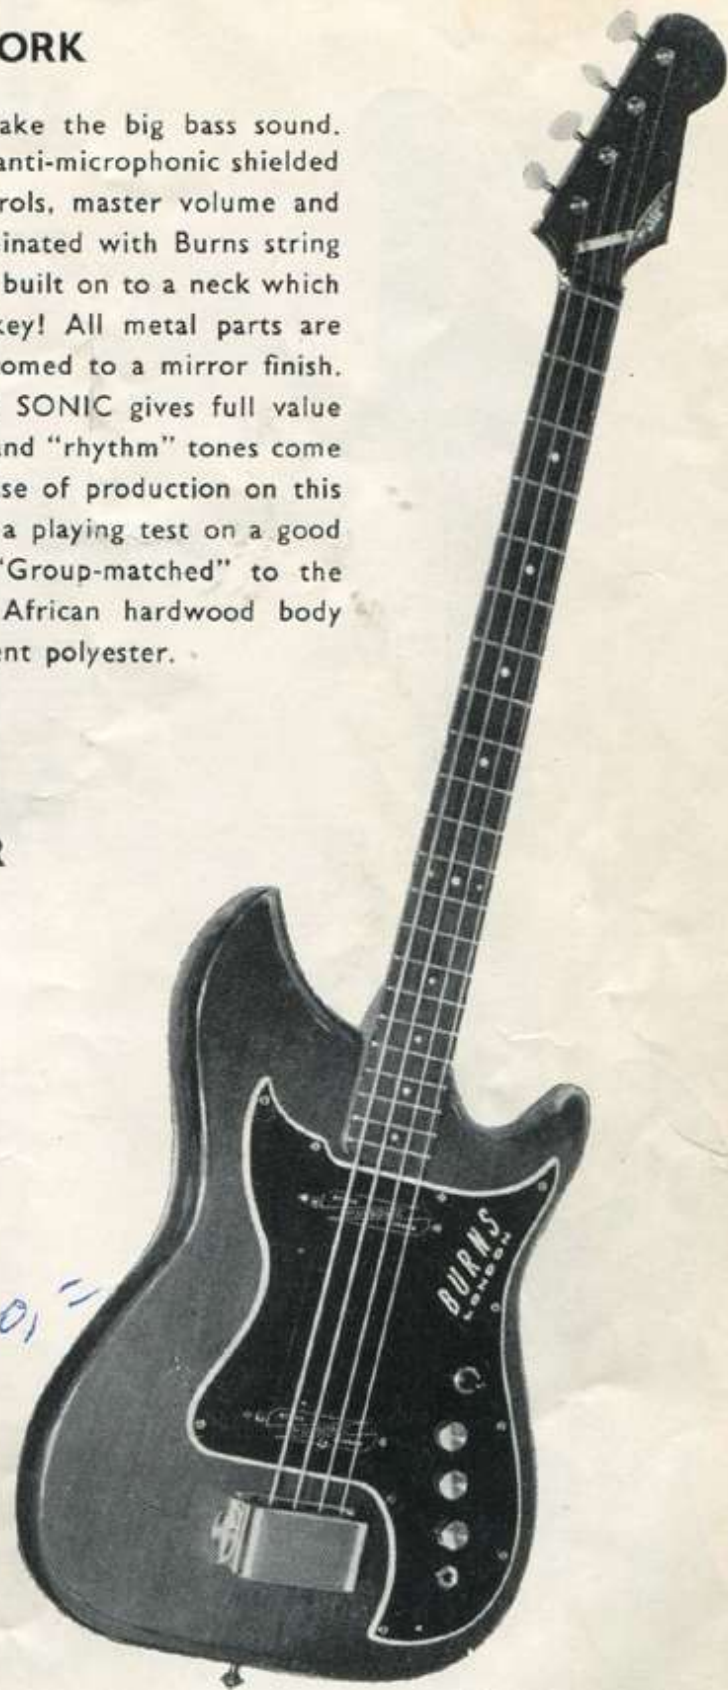 ORK
ake the big bass sound.
anti-microphonic shielded
rols, master volume and
inated with Burns string
built on to a neck which
key! All metal parts are
omed to a mirror finish.
SONIC gives full value
nd "rhythm" tones come
se of production on this
a playing test on a good
"Group-matched" to the
African hardwood body
ent polyester.
R
BURNS
LONDON